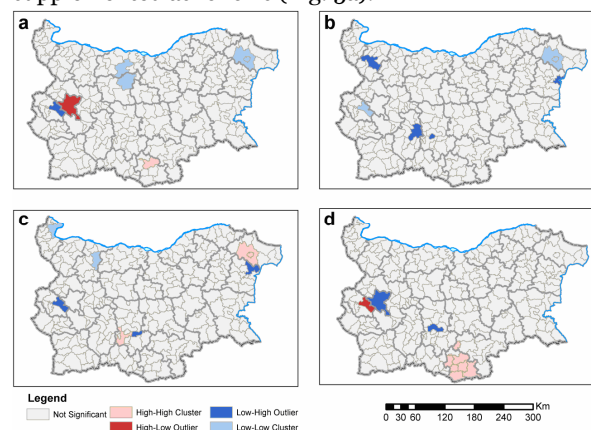 a
b
c
d
Legend
Not Significant
High-High Cluster
Low-High Outlier
High-Low Outlier
Low-Low Cluster
Km
0 30 60 120 180 240 300